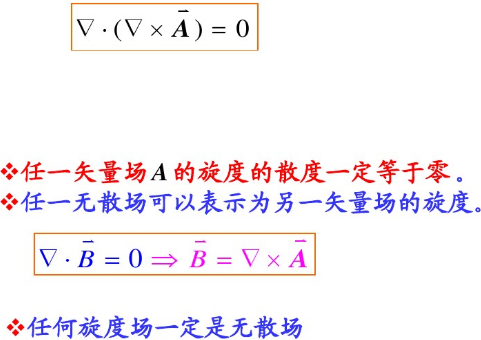 ∇ · (∇ × A⃗) = 0
❖任一矢量场 A 的旋度的散度一定等于零。
❖任一无散场可以表示为另一矢量场的旋度。
∇ · B⃗ = 0 ⇒ B⃗ = ∇ × A⃗
❖任何旋度场一定是无散场